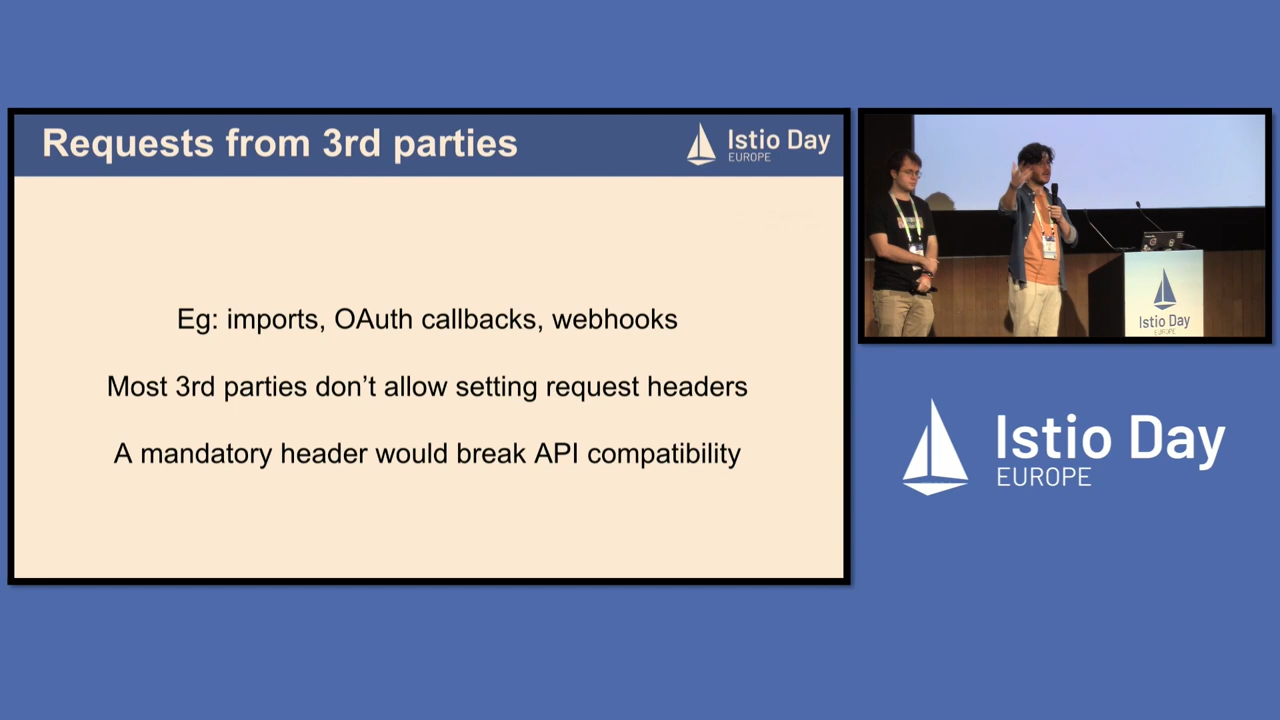 Requests from 3rd parties
Istio Day
EUROPE
Eg: imports, OAuth callbacks, webhooks
Most 3rd parties don’t allow setting request headers
A mandatory header would break API compatibility
Istio Day
EUROPE
Istio Day
EUROPE